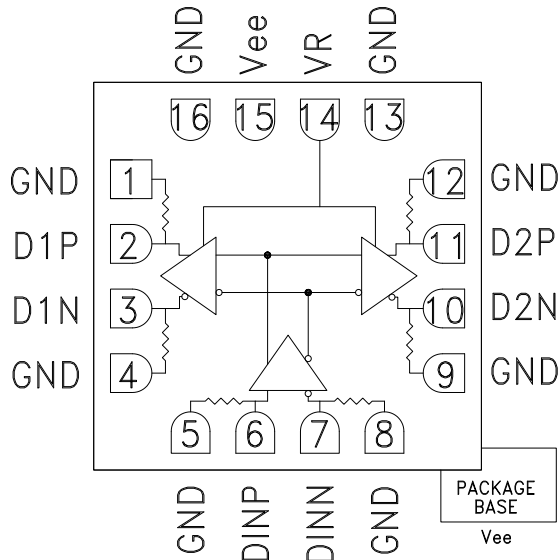 GND Vee VR GND
16 15 14 13
GND 1 12 GND
D1P 2 11 D2P
D1N 3 10 D2N
GND 4 9 GND
5 6 7 8
GND DINP DINN GND
PACKAGE
BASE
Vee